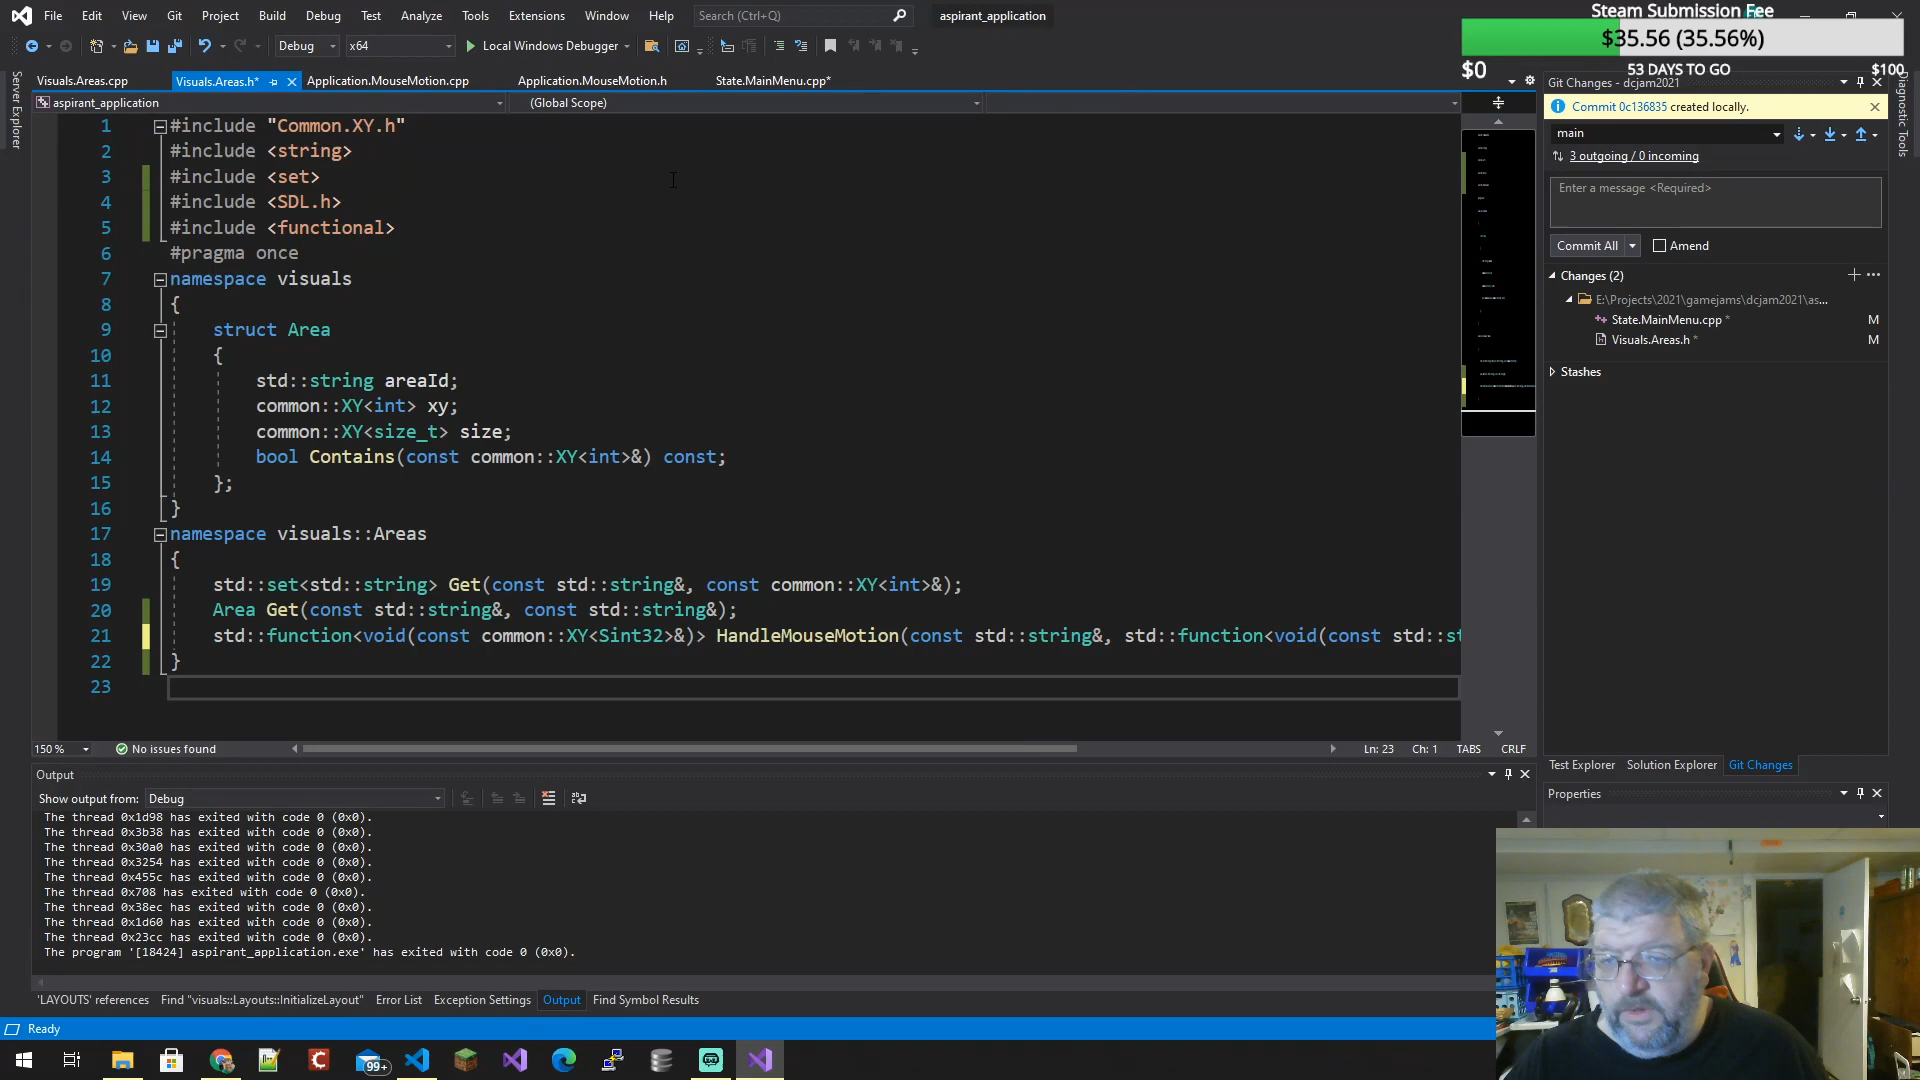 File Edit View Git Project Build Debug Test Analyze Tools Extensions Window Help Search (Ctrl+Q) aspirant_application
Steam Submission Fee
$35.56 (35.56%)
$0 53 DAYS TO GO $100
Debug x64 Local Windows Debugger
Server Explorer
Visuals.Areas.cpp Visuals.Areas.h* Application.MouseMotion.cpp Application.MouseMotion.h State.MainMenu.cpp*
aspirant_application (Global Scope)
1 #include "Common.XY.h"
2 #include <string>
3 #include <set>
4 #include <SDL.h>
5 #include <functional>
6 #pragma once
7 namespace visuals
8 {
9 struct Area
10 {
11 std::string areaId;
12 common::XY<int> xy;
13 common::XY<size_t> size;
14 bool Contains(const common::XY<int>&) const;
15 };
16 }
17 namespace visuals::Areas
18 {
19 std::set<std::string> Get(const std::string&, const common::XY<int>&);
20 Area Get(const std::string&, const std::string&);
21 std::function<void(const common::XY<Sint32>&)> HandleMouseMotion(const std::string&, std::function<void(const std::st
22 }
23
150 % No issues found Ln: 23 Ch: 1 TABS CRLF
Git Changes - dcjam2021
Commit 0c136835 created locally.
main
3 outgoing / 0 incoming
Enter a message <Required>
Commit All Amend
Changes (2)
E:\Projects\2021\gamejams\dcjam2021\as...
State.MainMenu.cpp * M
Visuals.Areas.h * M
Stashes
Diagnostic Tools
Test Explorer Solution Explorer Git Changes
Properties
Output
Show output from: Debug
The thread 0x1d98 has exited with code 0 (0x0).
The thread 0x3b38 has exited with code 0 (0x0).
The thread 0x30a0 has exited with code 0 (0x0).
The thread 0x3254 has exited with code 0 (0x0).
The thread 0x455c has exited with code 0 (0x0).
The thread 0x708 has exited with code 0 (0x0).
The thread 0x38ec has exited with code 0 (0x0).
The thread 0x1d60 has exited with code 0 (0x0).
The thread 0x23cc has exited with code 0 (0x0).
The program '[18424] aspirant_application.exe' has exited with code 0 (0x0).
'LAYOUTS' references Find "visuals::Layouts::InitializeLayout" Error List Exception Settings Output Find Symbol Results
Ready
99+